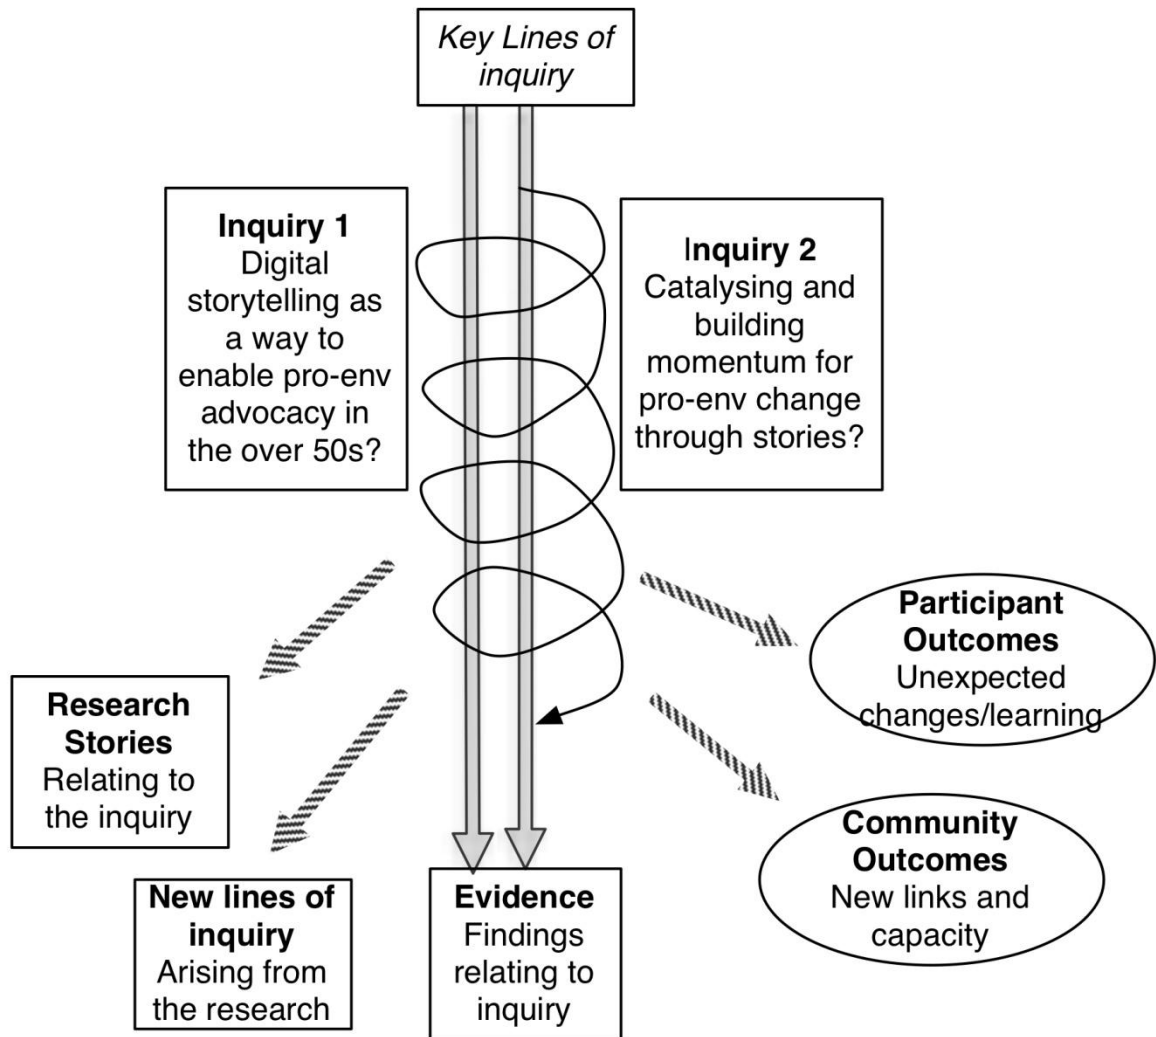 Key Lines of
inquiry
Inquiry 1
Digital
storytelling as
a way to
enable pro-env
advocacy in
the over 50s?
Inquiry 2
Catalysing and
building
momentum for
pro-env change
through stories?
Research
Stories
Relating to
the inquiry
New lines of
inquiry
Arising from
the research
Evidence
Findings
relating to
inquiry
Participant
Outcomes
Unexpected
changes/learning
Community
Outcomes
New links and
capacity